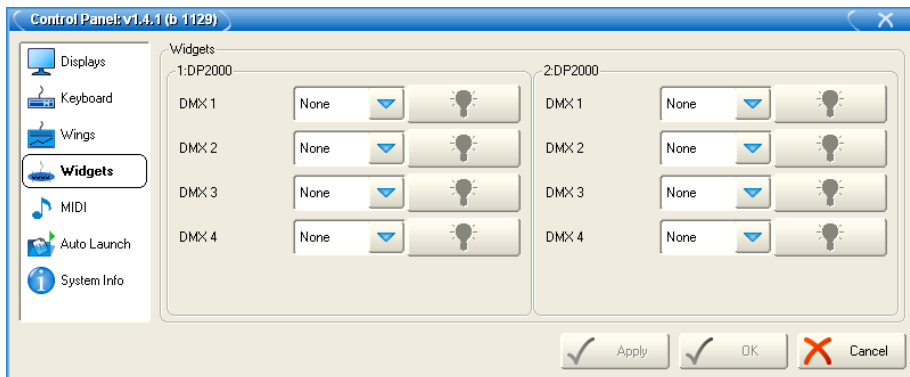 Control Panel: v1.4.1 (b 1129)
Displays
Keyboard
Wings
Widgets
MIDI
Auto Launch
System Info
Widgets
1:DP2000
DMX 1 None
DMX 2 None
DMX 3 None
DMX 4 None
2:DP2000
DMX 1 None
DMX 2 None
DMX 3 None
DMX 4 None
Apply OK Cancel